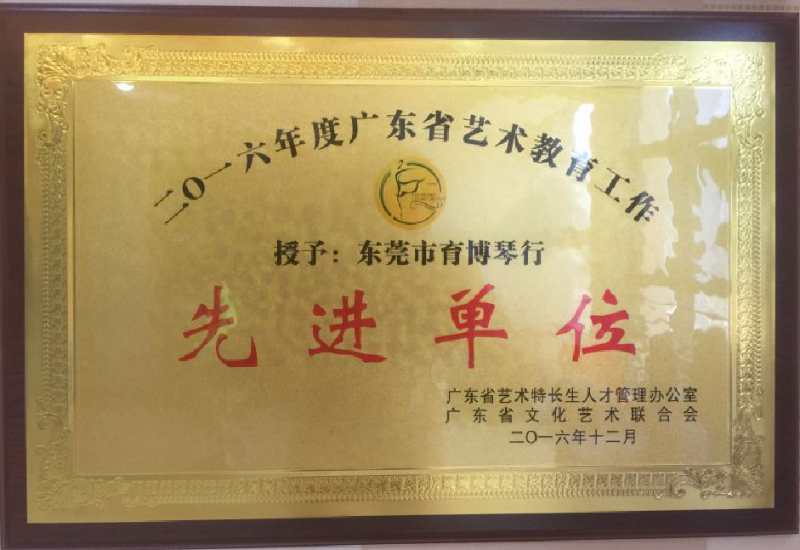 二〇一六年度广东省艺术教育工作
授予：东莞市育博琴行
先进单位
广东省艺术特长生人才管理办公室
广东省文化艺术联合会
二〇一六年十二月